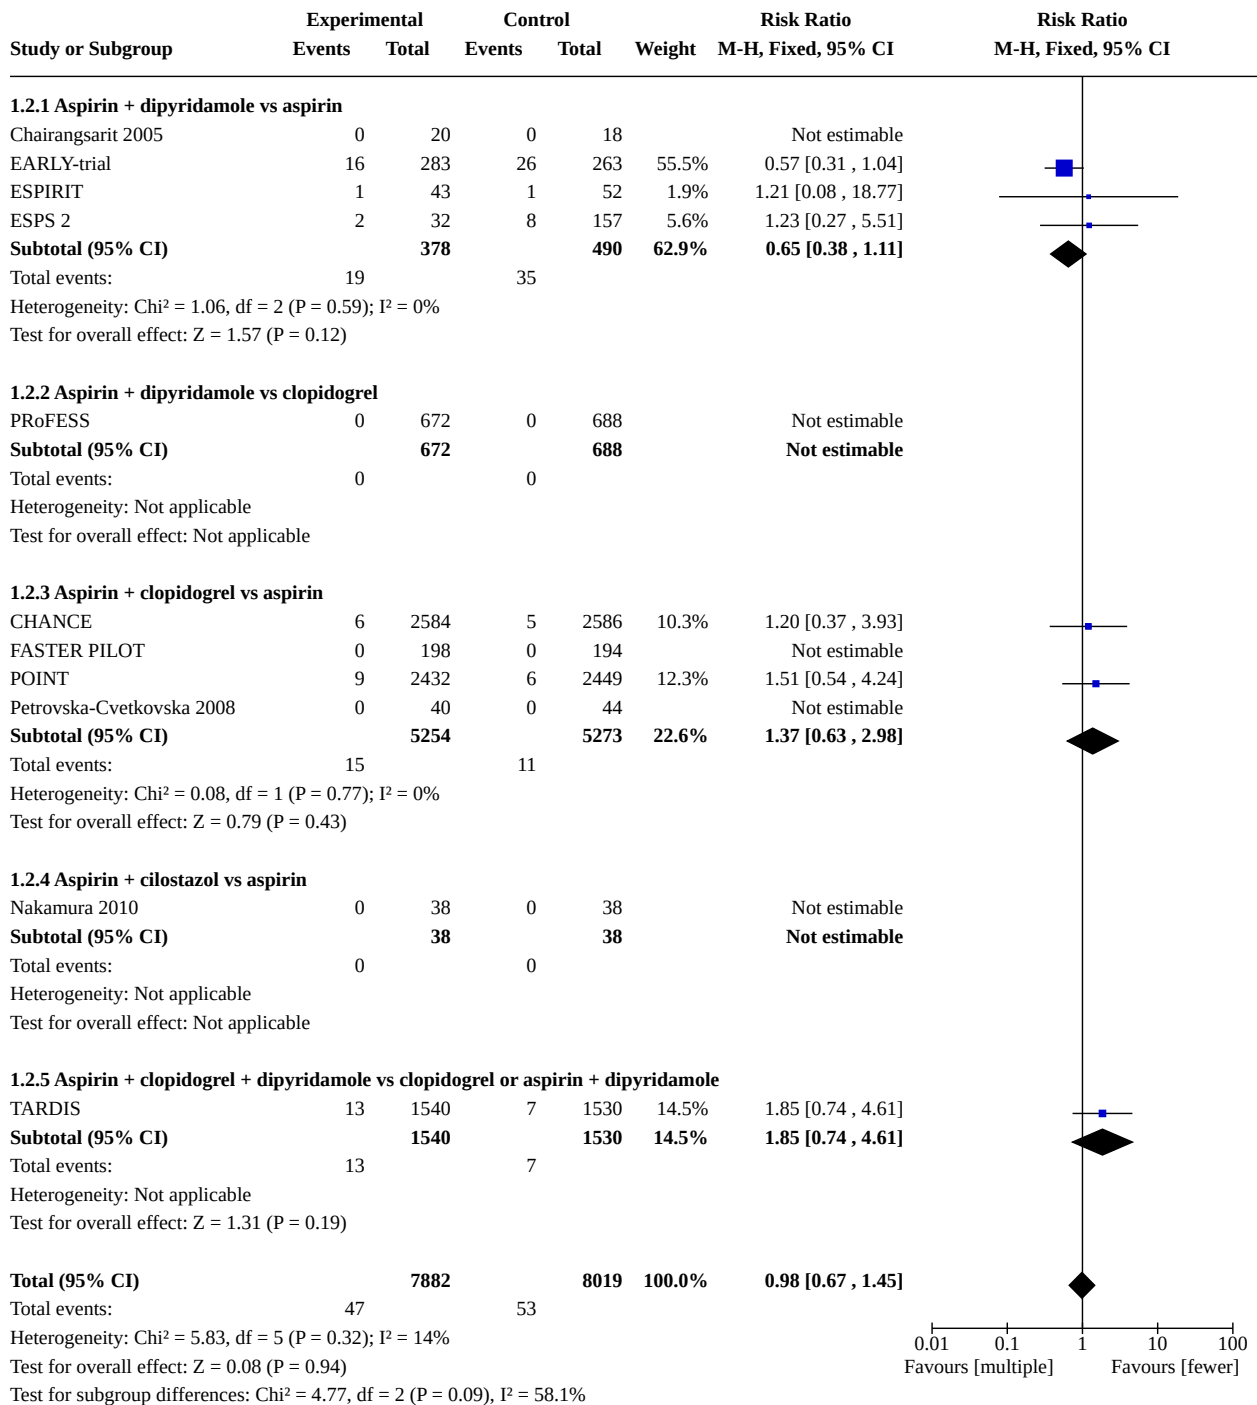 Experimental Control Risk Ratio Risk Ratio
Study or Subgroup Events Total Events Total Weight M-H, Fixed, 95% CI M-H, Fixed, 95% CI
1.2.1 Aspirin + dipyridamole vs aspirin
Chairangsarit 2005 0 20 0 18 Not estimable
EARLY-trial 16 283 26 263 55.5% 0.57 [0.31 , 1.04]
ESPIRIT 1 43 1 52 1.9% 1.21 [0.08 , 18.77]
ESPS 2 2 32 8 157 5.6% 1.23 [0.27 , 5.51]
Subtotal (95% CI) 378 490 62.9% 0.65 [0.38 , 1.11]
Total events: 19 35
Heterogeneity: Chi² = 1.06, df = 2 (P = 0.59); I² = 0%
Test for overall effect: Z = 1.57 (P = 0.12)
1.2.2 Aspirin + dipyridamole vs clopidogrel
PRoFESS 0 672 0 688 Not estimable
Subtotal (95% CI) 672 688 Not estimable
Total events: 0 0
Heterogeneity: Not applicable
Test for overall effect: Not applicable
1.2.3 Aspirin + clopidogrel vs aspirin
CHANCE 6 2584 5 2586 10.3% 1.20 [0.37 , 3.93]
FASTER PILOT 0 198 0 194 Not estimable
POINT 9 2432 6 2449 12.3% 1.51 [0.54 , 4.24]
Petrovska-Cvetkovska 2008 0 40 0 44 Not estimable
Subtotal (95% CI) 5254 5273 22.6% 1.37 [0.63 , 2.98]
Total events: 15 11
Heterogeneity: Chi² = 0.08, df = 1 (P = 0.77); I² = 0%
Test for overall effect: Z = 0.79 (P = 0.43)
1.2.4 Aspirin + cilostazol vs aspirin
Nakamura 2010 0 38 0 38 Not estimable
Subtotal (95% CI) 38 38 Not estimable
Total events: 0 0
Heterogeneity: Not applicable
Test for overall effect: Not applicable
1.2.5 Aspirin + clopidogrel + dipyridamole vs clopidogrel or aspirin + dipyridamole
TARDIS 13 1540 7 1530 14.5% 1.85 [0.74 , 4.61]
Subtotal (95% CI) 1540 1530 14.5% 1.85 [0.74 , 4.61]
Total events: 13 7
Heterogeneity: Not applicable
Test for overall effect: Z = 1.31 (P = 0.19)
Total (95% CI) 7882 8019 100.0% 0.98 [0.67 , 1.45]
Total events: 47 53
Heterogeneity: Chi² = 5.83, df = 5 (P = 0.32); I² = 14%
Test for overall effect: Z = 0.08 (P = 0.94)
Test for subgroup differences: Chi² = 4.77, df = 2 (P = 0.09), I² = 58.1%
0.01 0.1 1 10 100
Favours [multiple] Favours [fewer]